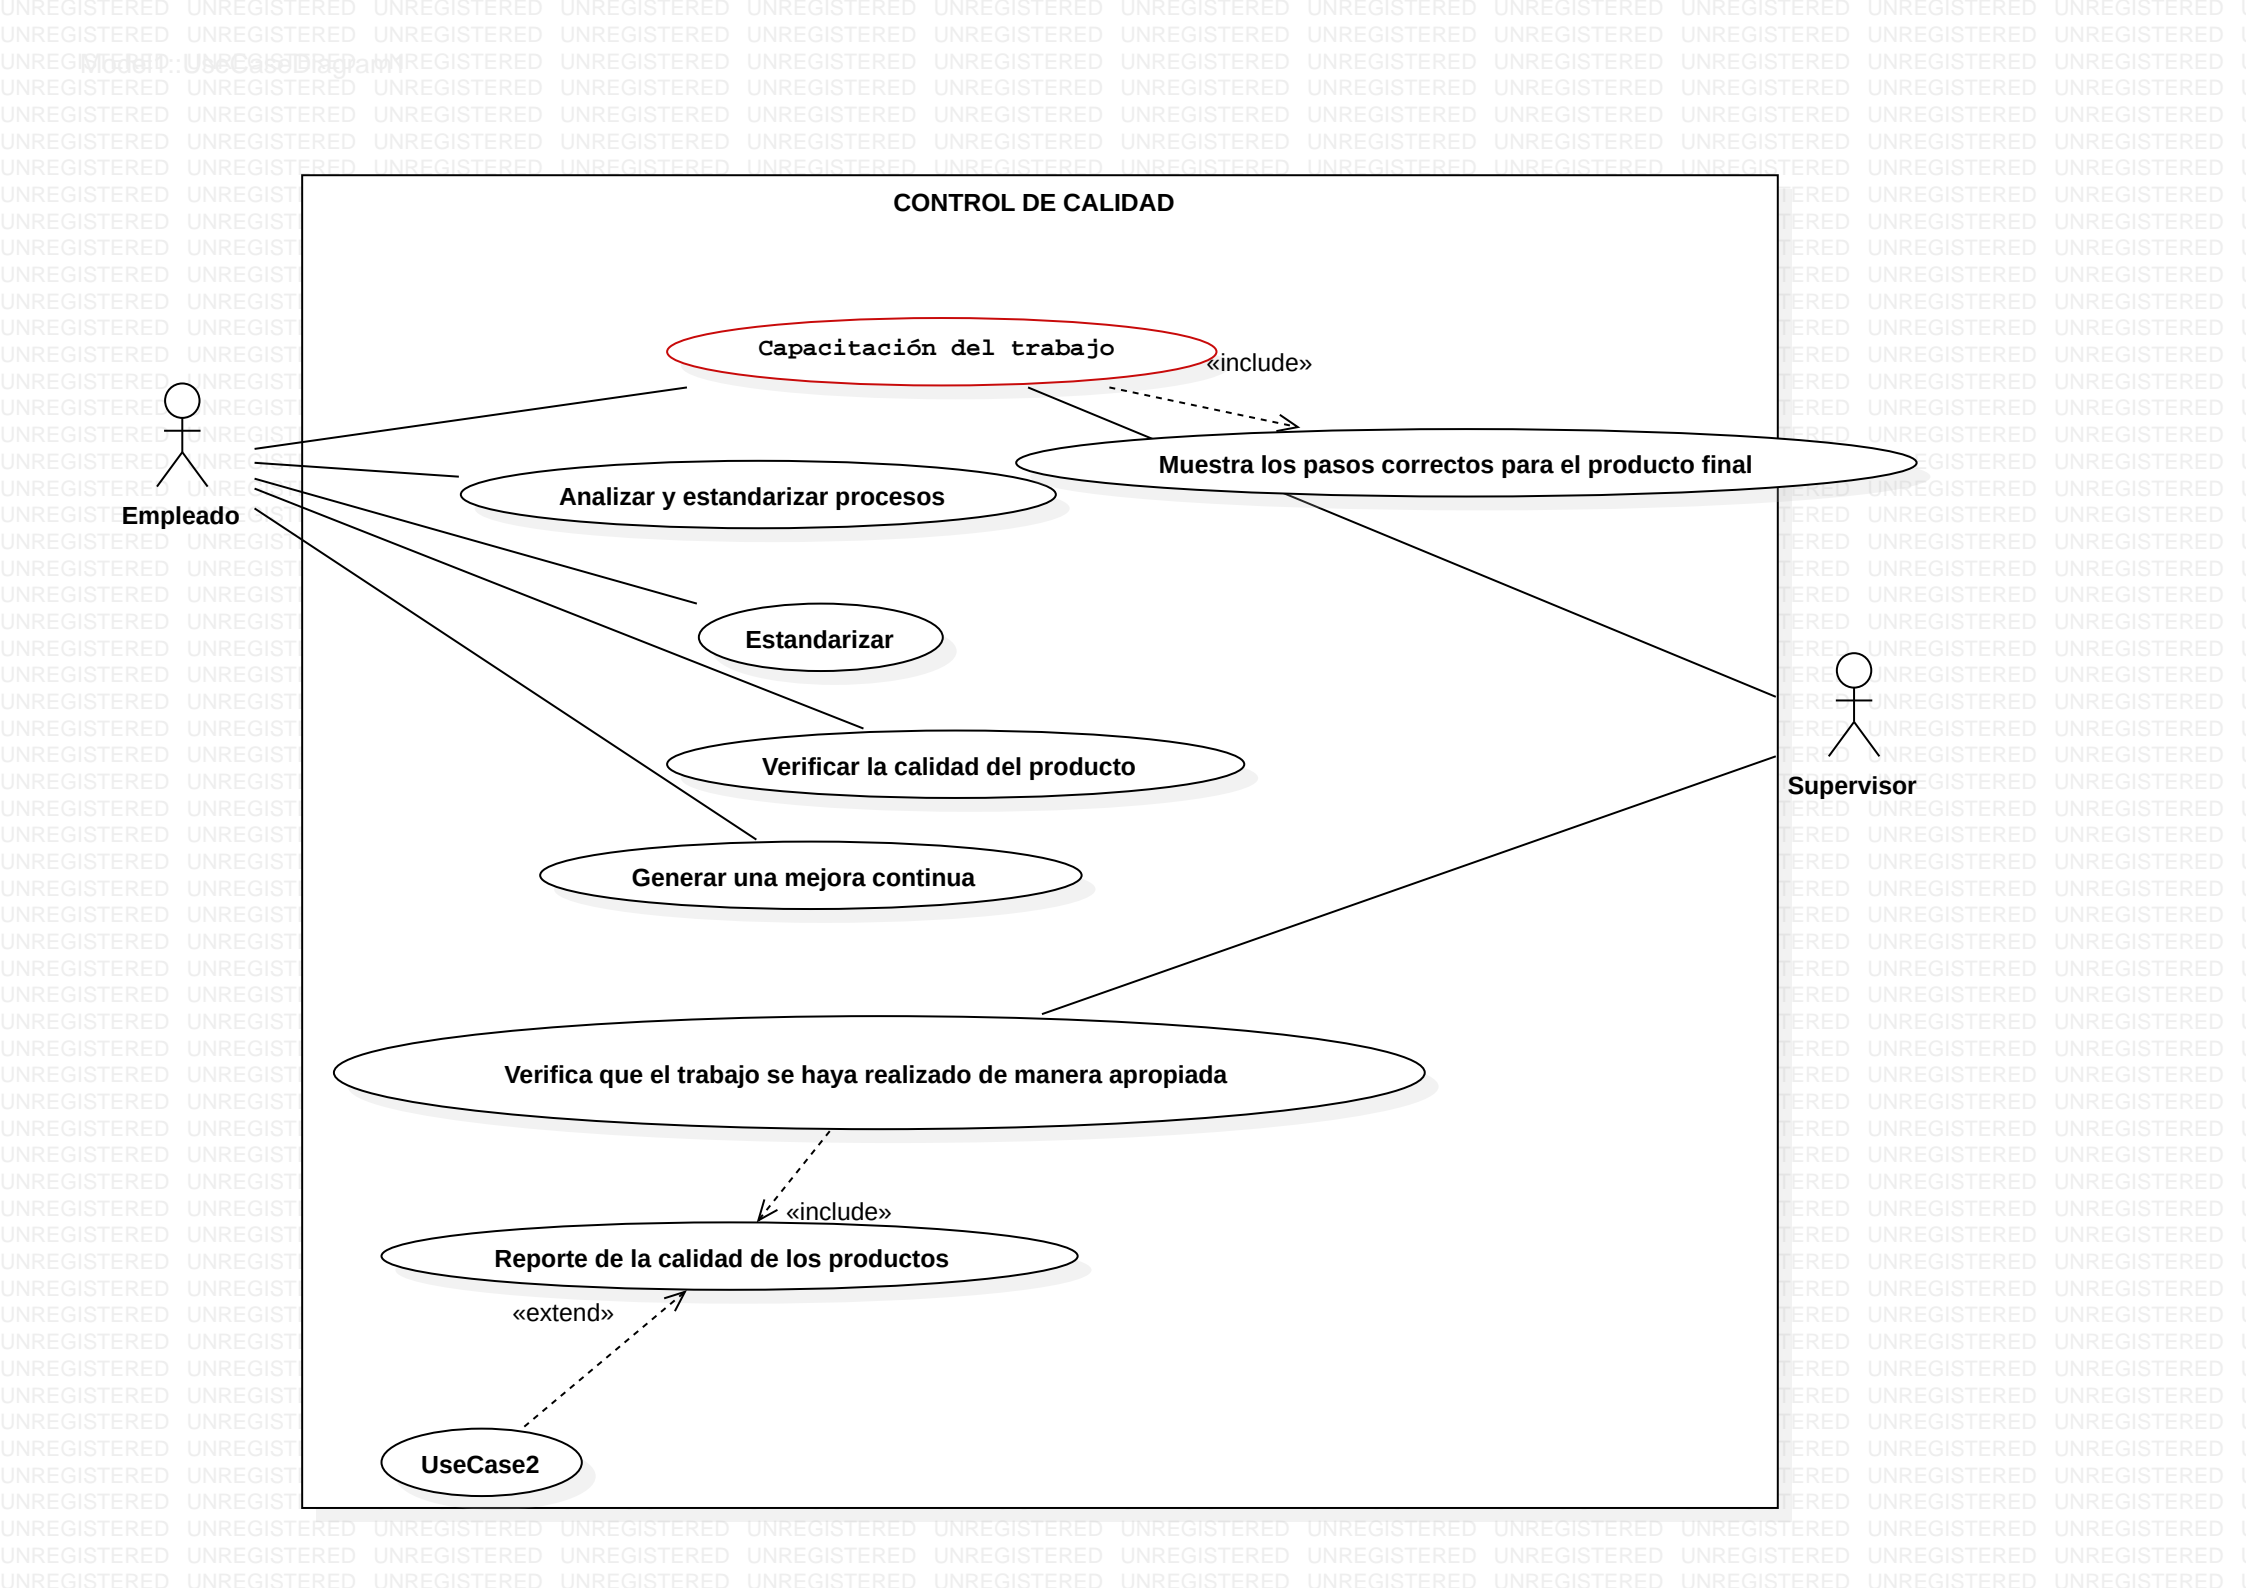 Model1::UseCaseDiagram1
CONTROL DE CALIDAD
Capacitación del trabajo
«include»
Muestra los pasos correctos para el producto final
Analizar y estandarizar procesos
Empleado
Estandarizar
Verificar la calidad del producto
Supervisor
Generar una mejora continua
Verifica que el trabajo se haya realizado de manera apropiada
«include»
Reporte de la calidad de los productos
«extend»
UseCase2
UNREGISTERED